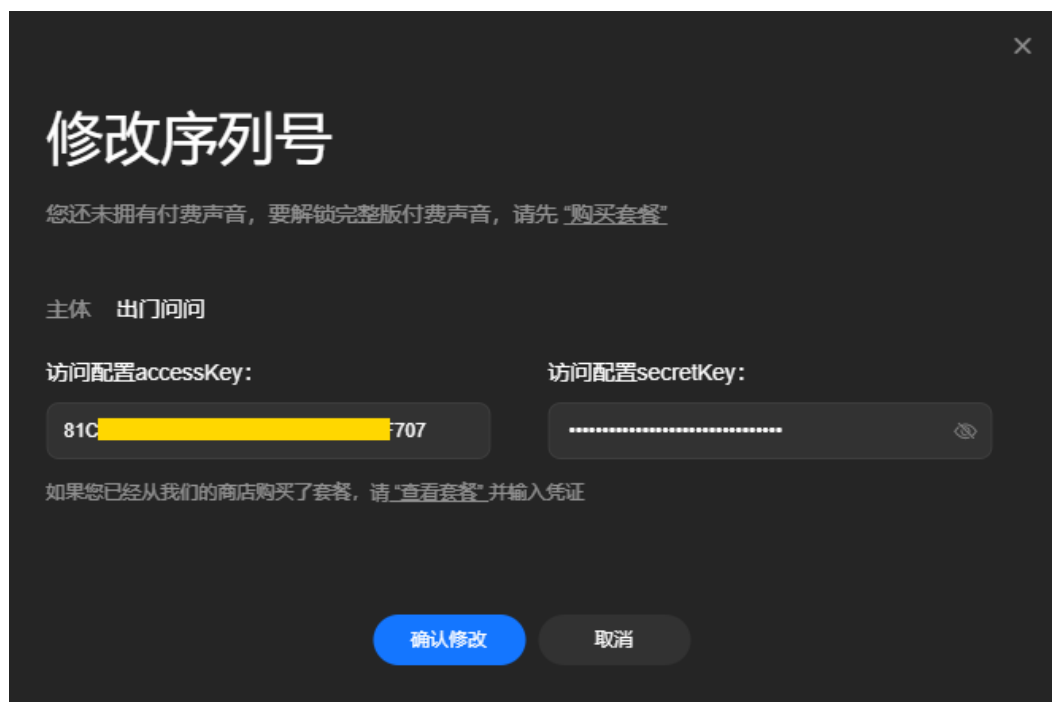 修改序列号
您还未拥有付费声音，要解锁完整版付费声音，请先 “购买套餐”
主体 出门问问
访问配置accessKey： 访问配置secretKey：
81C 707 ••••••••••••••••••••••••••••••••
如果您已经从我们的商店购买了套餐，请 “查看套餐” 并输入凭证
确认修改 取消